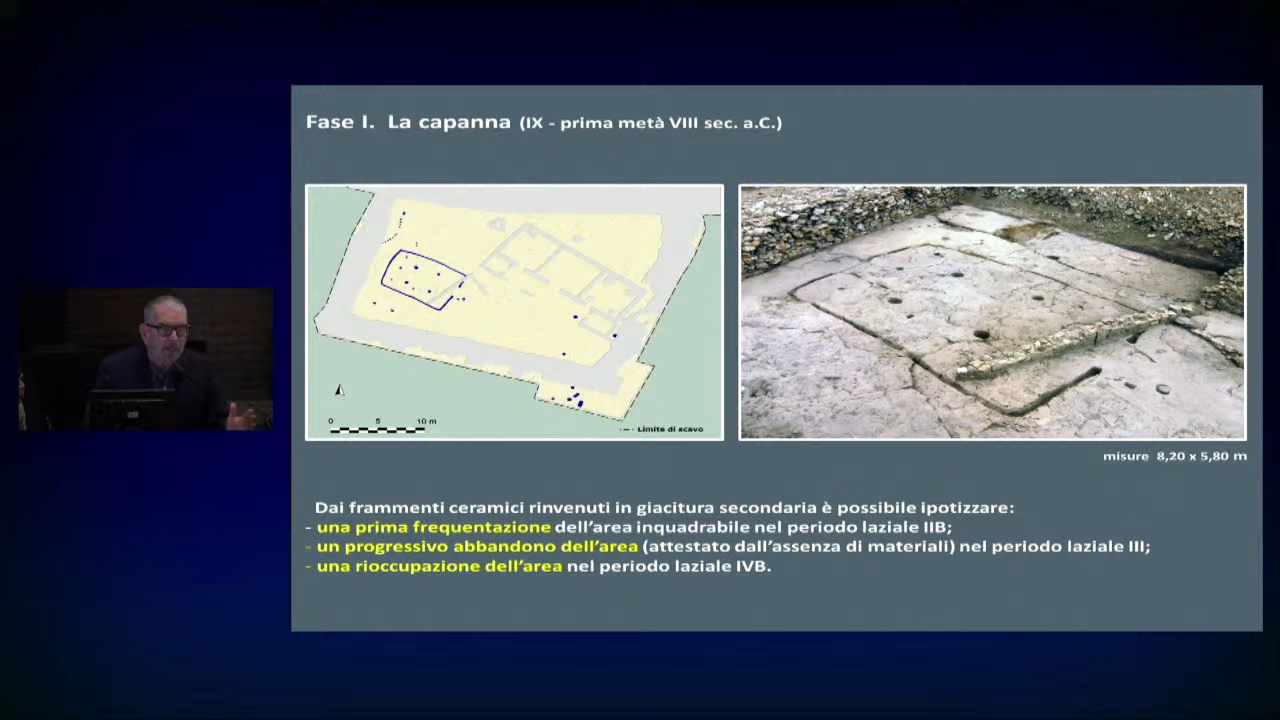 Fase I. La capanna (IX - prima metà VIII sec. a.C.)
0 5 10 m
Limite di scavo
misure 8,20 x 5,80 m
Dai frammenti ceramici rinvenuti in giacitura secondaria è possibile ipotizzare:
- una prima frequentazione dell'area inquadrabile nel periodo laziale IIB;
- un progressivo abbandono dell'area (attestato dall'assenza di materiali) nel periodo laziale III;
- una rioccupazione dell'area nel periodo laziale IVB.